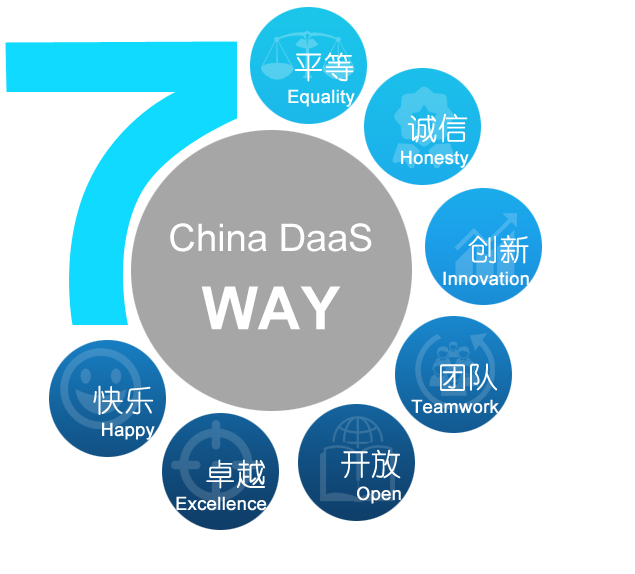 7
China DaaS
WAY
平等
Equality
诚信
Honesty
创新
Innovation
团队
Teamwork
开放
Open
卓越
Excellence
快乐
Happy